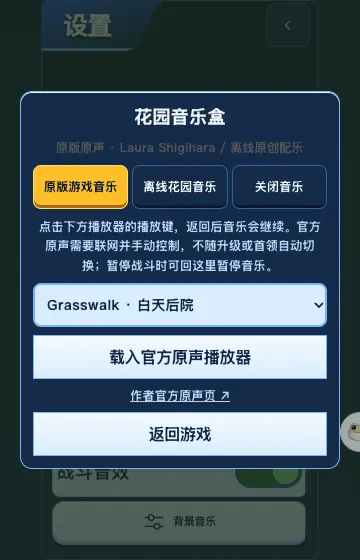 设置
花园音乐盒
原版原声 · Laura Shigihara / 离线原创配乐
原版游戏音乐
离线花园音乐
关闭音乐
点击下方播放器的播放键，返回后音乐会继续。官方
原声需要联网并手动控制，不随升级或首领自动切
换；暂停战斗时可回这里暂停音乐。
Grasswalk · 白天后院
载入官方原声播放器
作者官方原声页 ↗
返回游戏
战斗音效
背景音乐